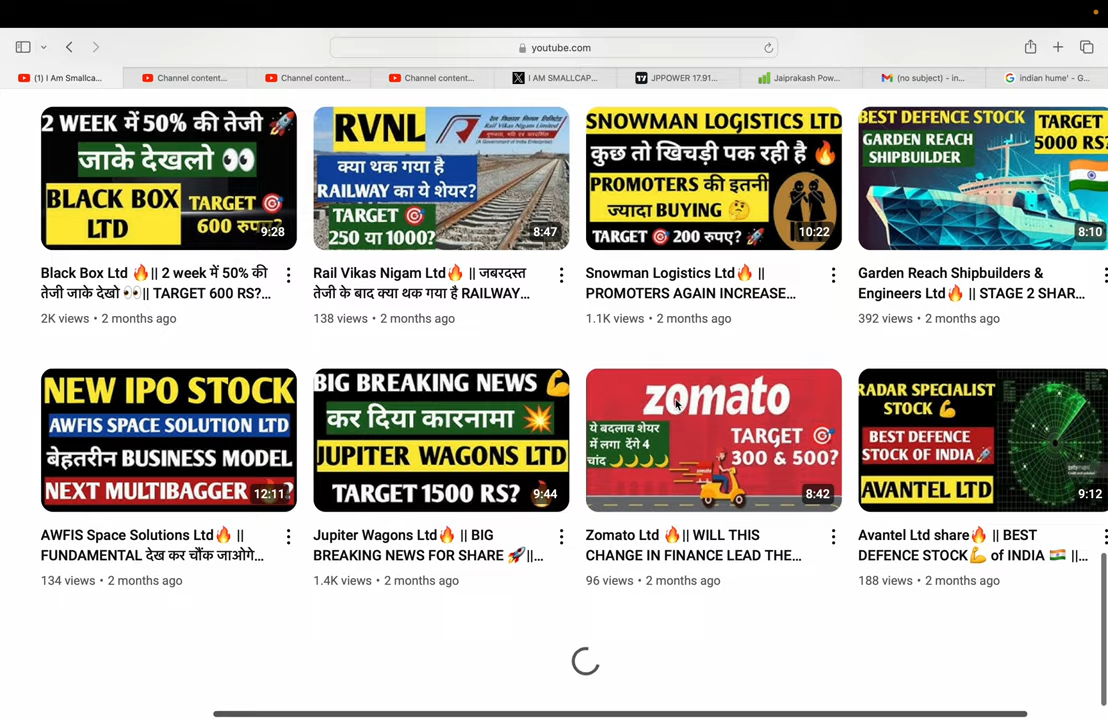 youtube.com
(1) I Am Smallca...
Channel content...
Channel content...
Channel content...
I AM SMALLCAP...
JPPOWER 17.91...
Jaiprakash Pow...
(no subject) - in...
indian hume' - G...
2 WEEK में 50% की तेजी 🚀
जाके देखलो 👀
BLACK BOX
LTD
TARGET 🎯
600
9:28
RVNL
रेल विकास निगम लिमिटेड
Rail Vikas Nigam Limited
क्या थक गया है
RAILWAY का ये शेयर?
TARGET 🎯
250 या 1000?
8:47
SNOWMAN LOGISTICS LTD
कुछ तो खिचड़ी पक रही है 🔥
PROMOTERS की इतनी
ज्यादा BUYING 🤔
TARGET 🎯 200 रुपए? 🚀
10:22
BEST DEFENCE STOCK
GARDEN REACH
SHIPBUILDER
TARGET
5000 RS?
8:10
Black Box Ltd 🔥|| 2 week में 50% की
तेजी जाके देखो 👀|| TARGET 600 RS?...
2K views • 2 months ago
Rail Vikas Nigam Ltd🔥 || जबरदस्त
तेजी के बाद क्या थक गया है RAILWAY...
138 views • 2 months ago
Snowman Logistics Ltd🔥 ||
PROMOTERS AGAIN INCREASE...
1.1K views • 2 months ago
Garden Reach Shipbuilders &
Engineers Ltd🔥 || STAGE 2 SHAR...
392 views • 2 months ago
NEW IPO STOCK
AWFIS SPACE SOLUTION LTD
बेहतरीन BUSINESS MODEL
NEXT MULTIBAGGER
12:11
BIG BREAKING NEWS 💪
कर दिया कारनामा 💥
JUPITER WAGONS LTD
TARGET 1500 RS?
9:44
zomato
ये बदलाव शेयर
में लगा देंगे 4
चांद 🌙🌙🌙🌙
TARGET 🎯
300 & 500?
8:42
RADAR SPECIALIST
STOCK 💪
BEST DEFENCE
STOCK OF INDIA 🚀
AVANTEL LTD
9:12
AWFIS Space Solutions Ltd🔥 ||
FUNDAMENTAL देख कर चौंक जाओगे...
134 views • 2 months ago
Jupiter Wagons Ltd🔥 || BIG
BREAKING NEWS FOR SHARE 🚀||...
1.4K views • 2 months ago
Zomato Ltd 🔥|| WILL THIS
CHANGE IN FINANCE LEAD THE...
96 views • 2 months ago
Avantel Ltd share🔥 || BEST
DEFENCE STOCK💪 of INDIA 🇮🇳 ||...
188 views • 2 months ago